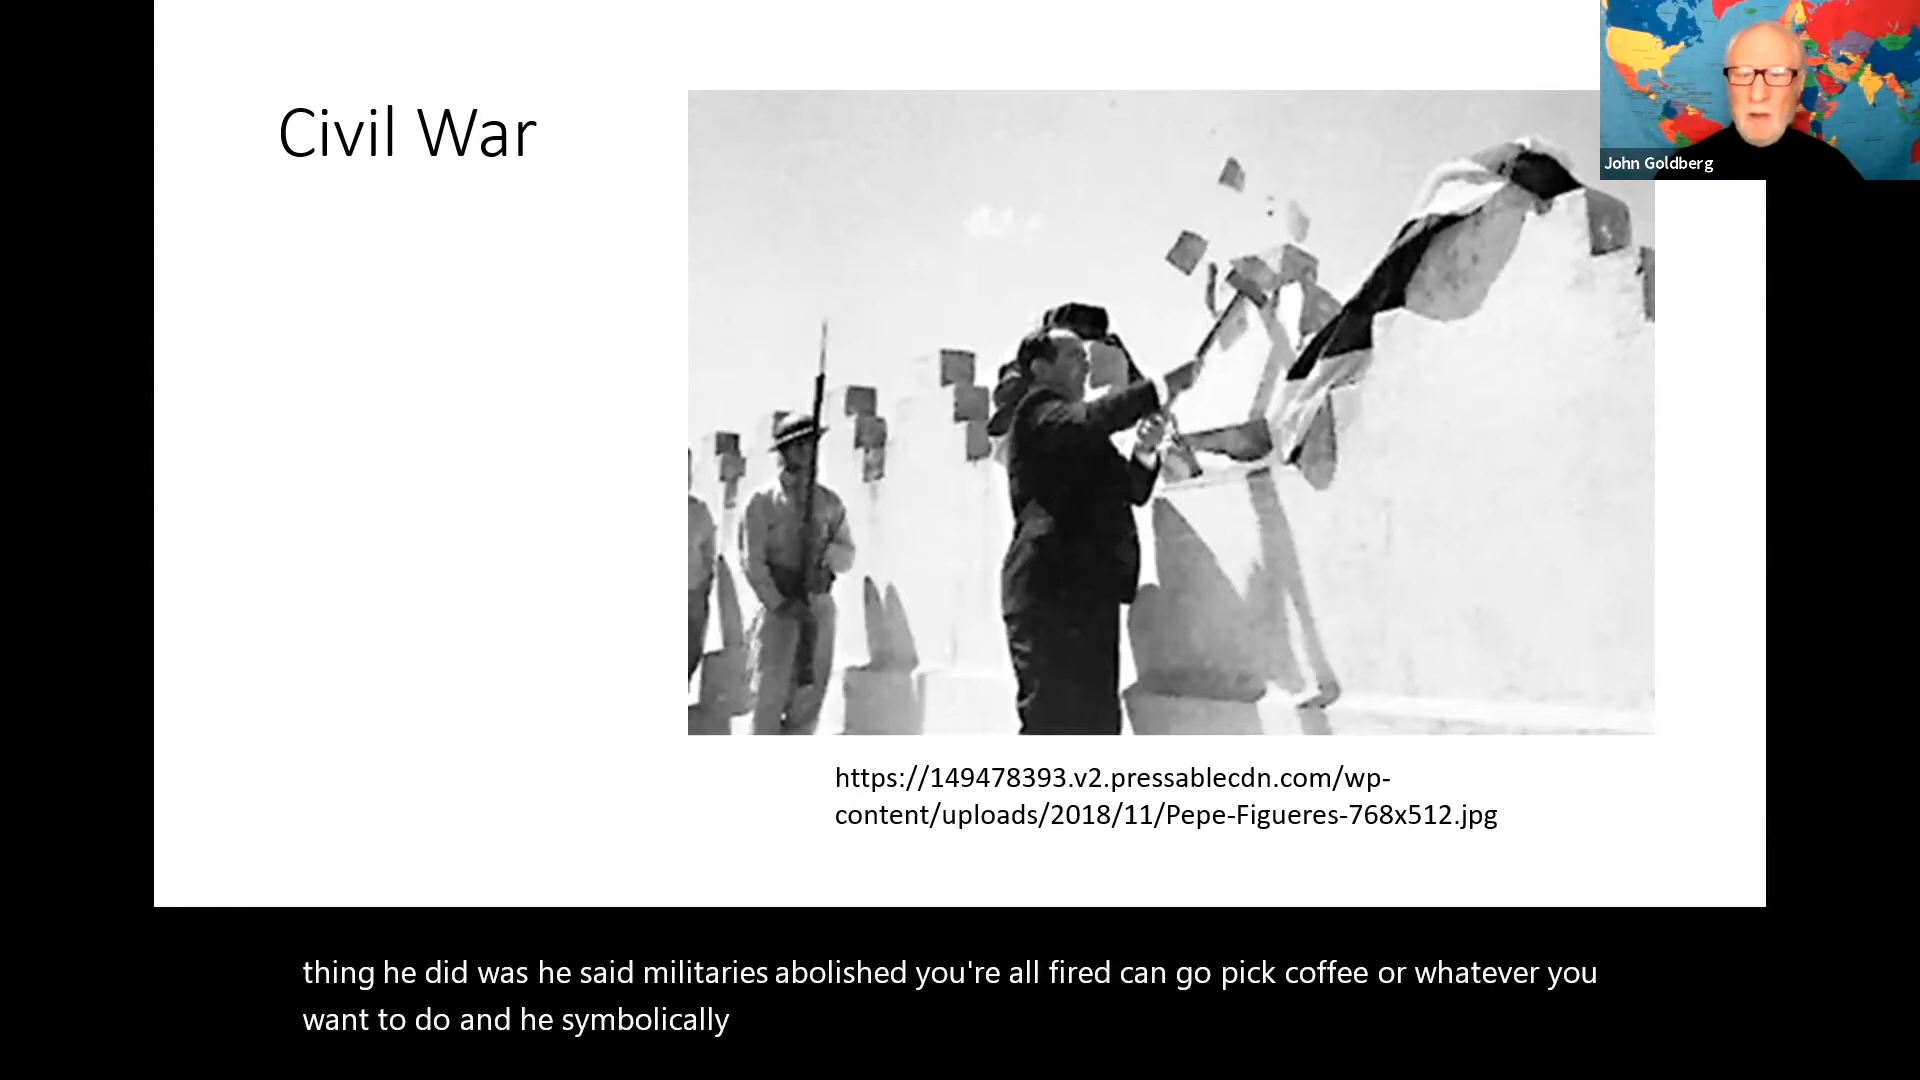 Civil War
John Goldberg
https://149478393.v2.pressablecdn.com/wp-
content/uploads/2018/11/Pepe-Figueres-768x512.jpg
thing he did was he said militaries abolished you're all fired can go pick coffee or whatever you
want to do and he symbolically